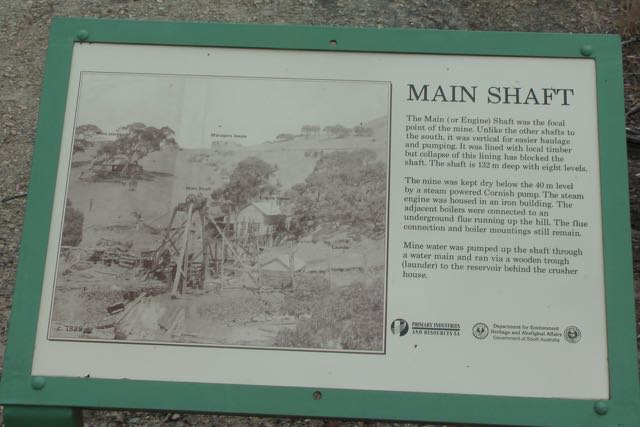 MAIN SHAFT
The Main (or Engine) Shaft was the focal
point of the mine. Unlike the other shafts to
the south, it was vertical for easier haulage
and pumping. It was lined with local timber
but collapse of this lining has blocked the
shaft. The shaft is 132 m deep with eight levels.
The mine was kept dry below the 40 m level
by a steam powered Cornish pump. The steam
engine was housed in an iron building. The
adjacent boilers were connected to an
underground flue running up the hill. The flue
connection and boiler mountings still remain.
Mine water was pumped up the shaft through
a water main and ran via a wooden trough
(launder) to the reservoir behind the crusher
house.
Managers house
Main Shaft
Launder
PRIMARY INDUSTRIES
AND RESOURCES SA
Department for Environment
Heritage and Aboriginal Affairs
Government of South Australia